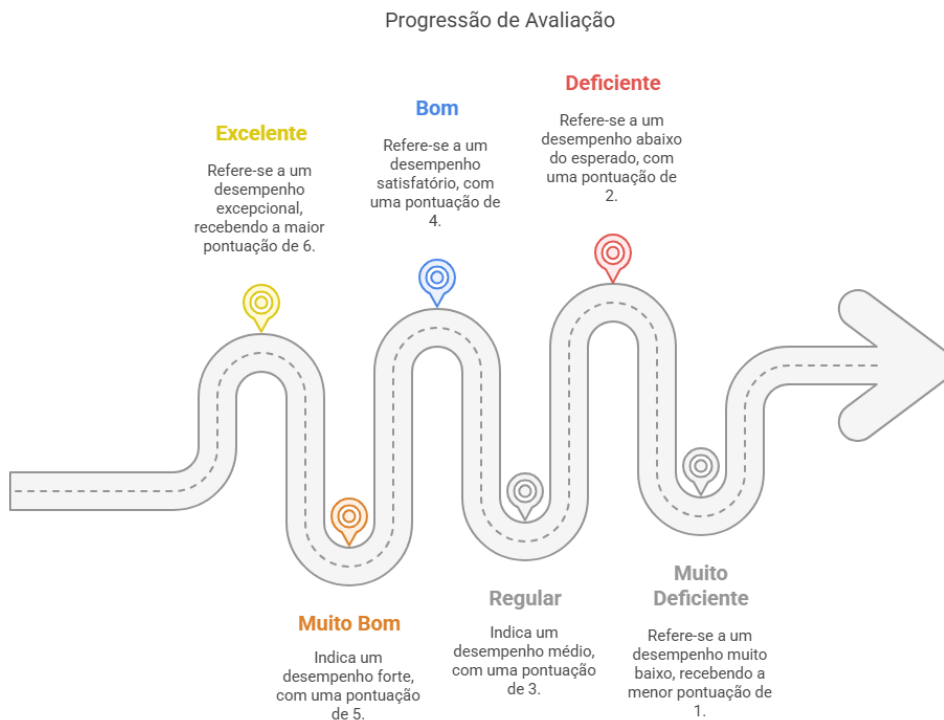 Progressão de Avaliação
Excelente
Refere-se a um
desempenho
excepcional,
recebendo a maior
pontuação de 6.
Muito Bom
Indica um
desempenho forte,
com uma pontuação
de 5.
Bom
Refere-se a um
desempenho
satisfatório, com
uma pontuação de
4.
Regular
Indica um
desempenho médio,
com uma pontuação
de 3.
Deficiente
Refere-se a um
desempenho abaixo
do esperado, com
uma pontuação de
2.
Muito
Deficiente
Refere-se a um
desempenho muito
baixo, recebendo a
menor pontuação de
1.